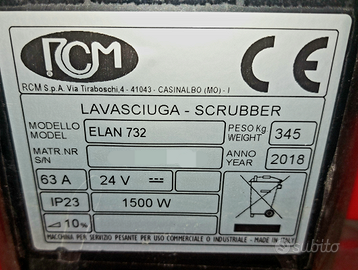 RCM
RCM S.p.A. Via Tiraboschi, 4 - 41043 - CASINALBO (MO) - I
CE
LAVASCIUGA - SCRUBBER
MODELLO MODEL ELAN 732 PESO Kg WEIGHT 345
MATR.NR S/N ANNO YEAR 2018
63 A 24 V
IP23 1500 W
10%
MACCHINA PER SERVIZIO PESANTE PER USO COMMERCIALE O INDUSTRIALE - MADE IN ITALY
subito